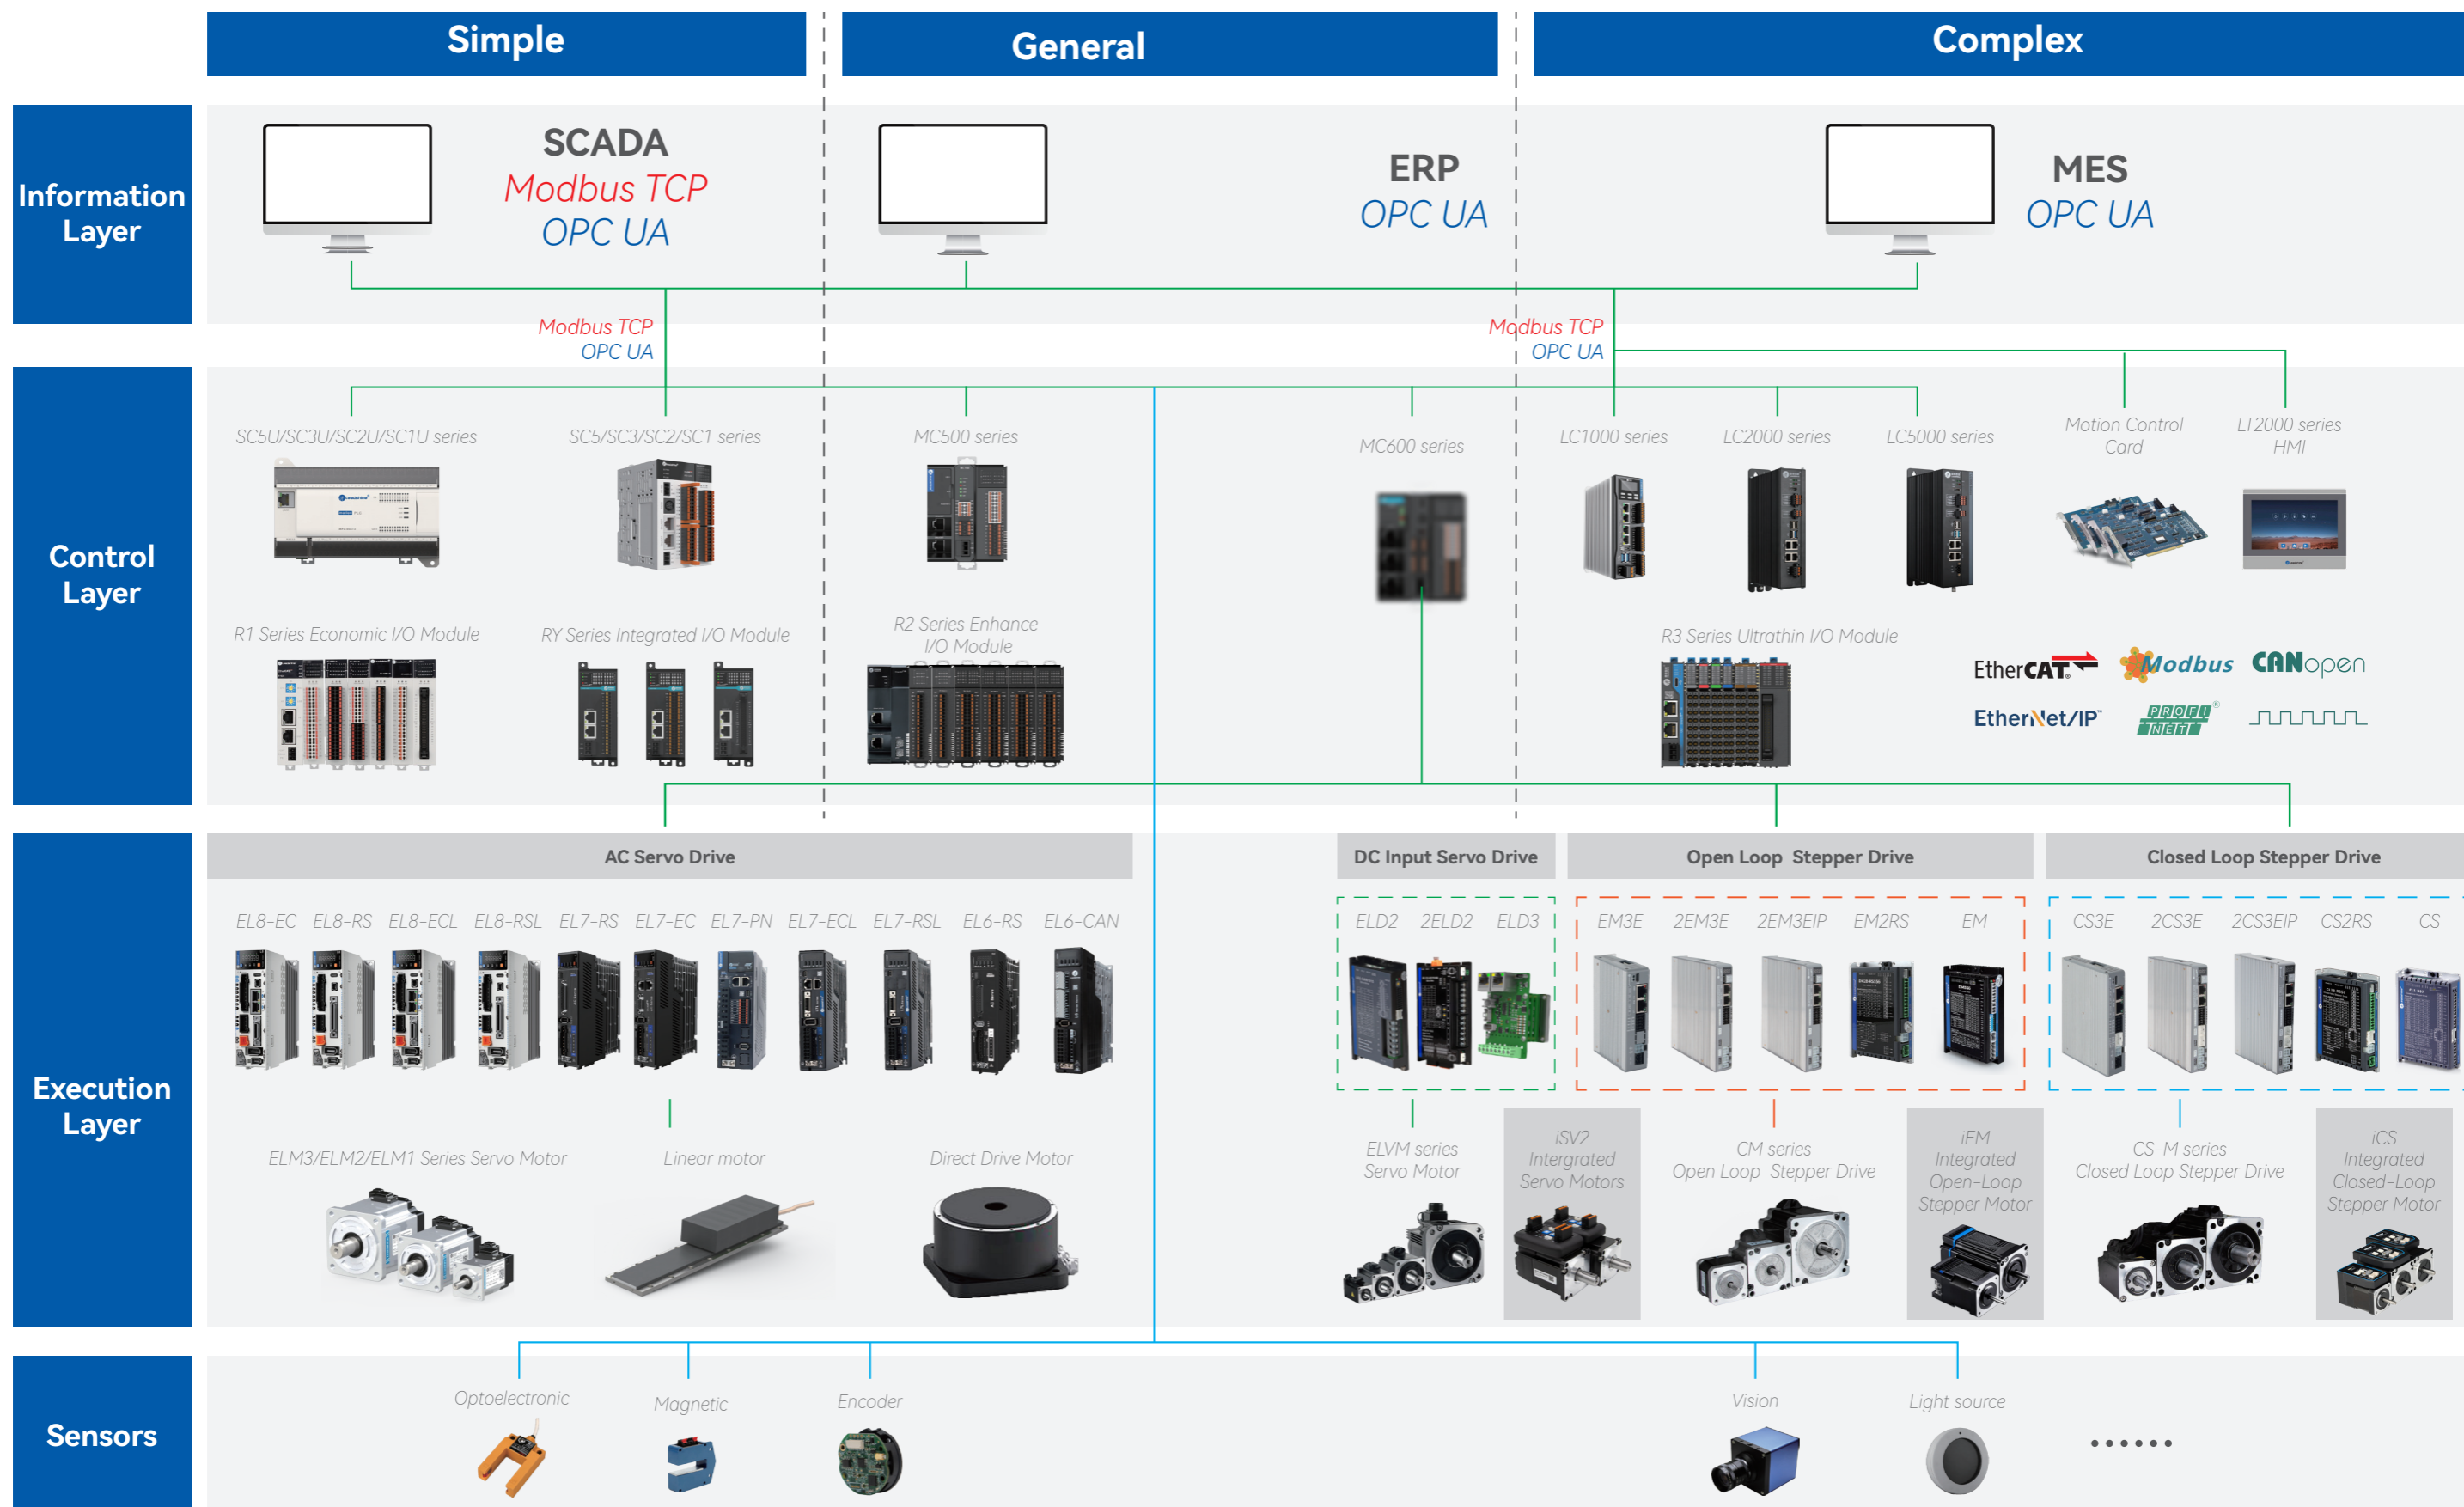 Simple
General
Complex
Information
Layer
SCADA
Modbus TCP
OPC UA
ERP
OPC UA
MES
OPC UA
Modbus TCP
OPC UA
Modbus TCP
OPC UA
Control
Layer
SC5U/SC3U/SC2U/SC1U series
SC5/SC3/SC2/SC1 series
MC500 series
MC600 series
LC1000 series
LC2000 series
LC5000 series
Motion Control
Card
LT2000 series
HMI
R1 Series Economic I/O Module
RY Series Integrated I/O Module
R2 Series Enhance
I/O Module
R3 Series Ultrathin I/O Module
EtherCAT®
Modbus
CANopen
EtherNet/IP™
PROFI
NET®
Execution
Layer
AC Servo Drive
DC Input Servo Drive
Open Loop Stepper Drive
Closed Loop Stepper Drive
EL8-EC
EL8-RS
EL8-ECL
EL8-RSL
EL7-RS
EL7-EC
EL7-PN
EL7-ECL
EL7-RSL
EL6-RS
EL6-CAN
ELD2
2ELD2
ELD3
EM3E
2EM3E
2EM3EIP
EM2RS
EM
CS3E
2CS3E
2CS3EIP
CS2RS
CS
ELM3/ELM2/ELM1 Series Servo Motor
Linear motor
Direct Drive Motor
ELVM series
Servo Motor
iSV2
Intergrated
Servo Motors
CM series
Open Loop Stepper Drive
iEM
Integrated
Open-Loop
Stepper Motor
CS-M series
Closed Loop Stepper Drive
iCS
Integrated
Closed-Loop
Stepper Motor
Sensors
Optoelectronic
Magnetic
Encoder
Vision
Light source
......